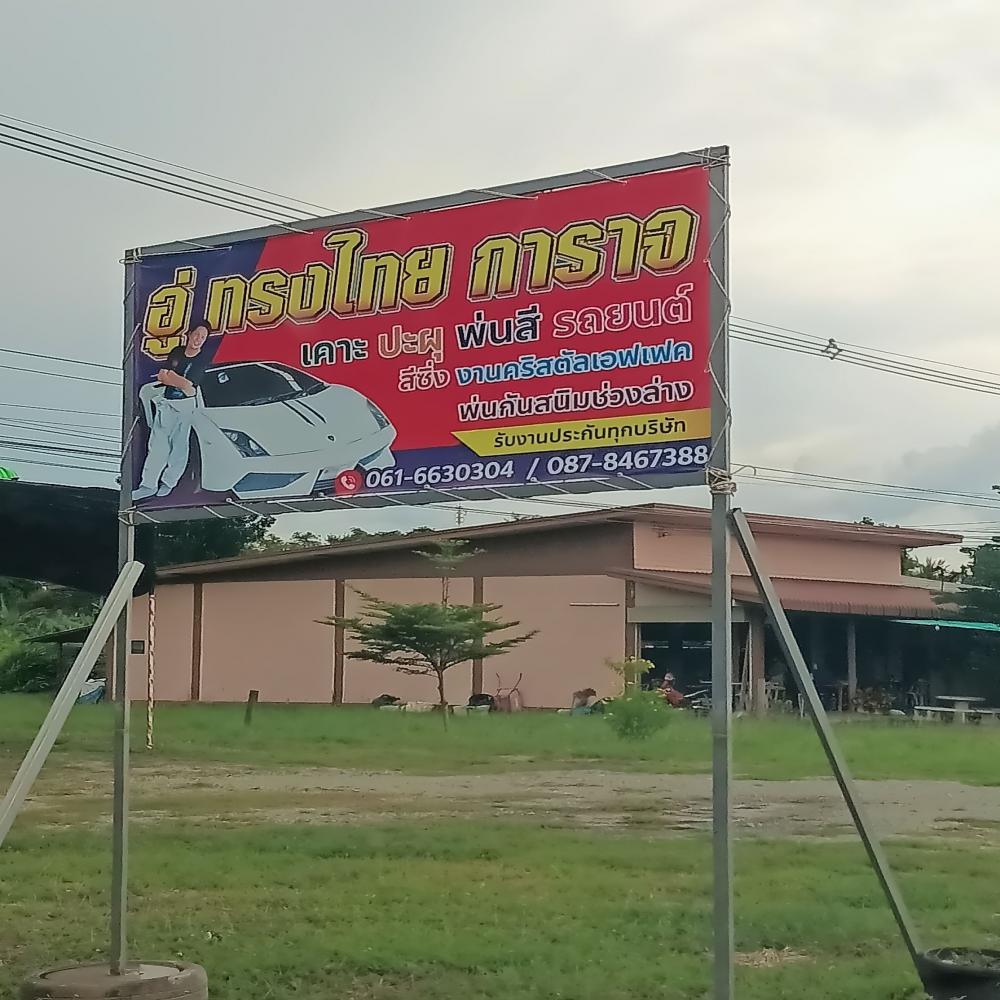 อู่ ทรงไทย การาจ
เคาะ ปะผุ พ่นสี รถยนต์
สีซิ่ง งานคริสตัลเอฟเฟค
พ่นกันสนิมช่วงล่าง
รับงานประกันทุกบริษัท
061-6630304 / 087-8467388